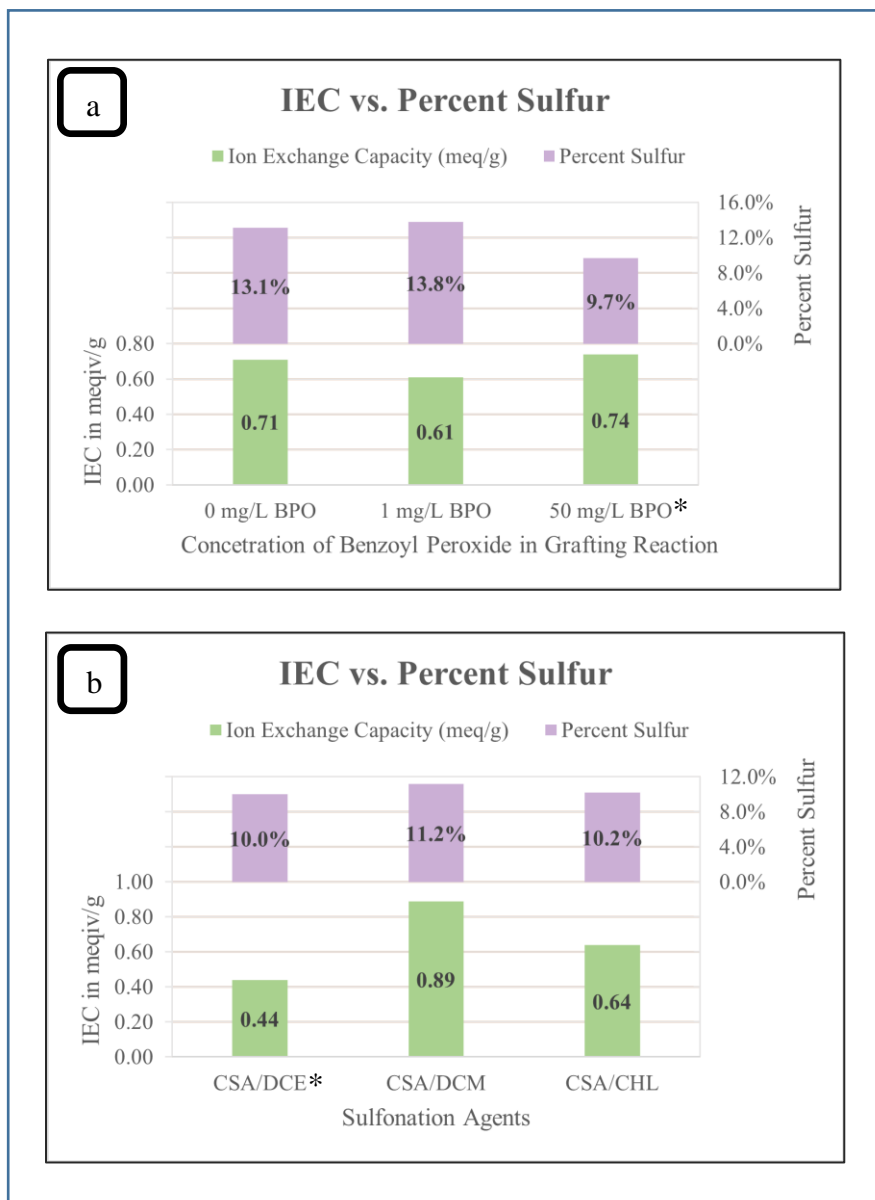 a
IEC vs. Percent Sulfur
Ion Exchange Capacity (meq/g) Percent Sulfur
16.0%
12.0%
8.0%
4.0%
0.0%
Percent Sulfur
13.1% 13.8% 9.7%
0.80
0.60
0.40
0.20
0.00
IEC in meqiv/g
0.71 0.61 0.74
0 mg/L BPO 1 mg/L BPO 50 mg/L BPO*
Concetration of Benzoyl Peroxide in Grafting Reaction
b
IEC vs. Percent Sulfur
Ion Exchange Capacity (meq/g) Percent Sulfur
12.0%
8.0%
4.0%
0.0%
Percent Sulfur
10.0% 11.2% 10.2%
1.00
0.80
0.60
0.40
0.20
0.00
IEC in meqiv/g
0.44 0.89 0.64
CSA/DCE* CSA/DCM CSA/CHL
Sulfonation Agents